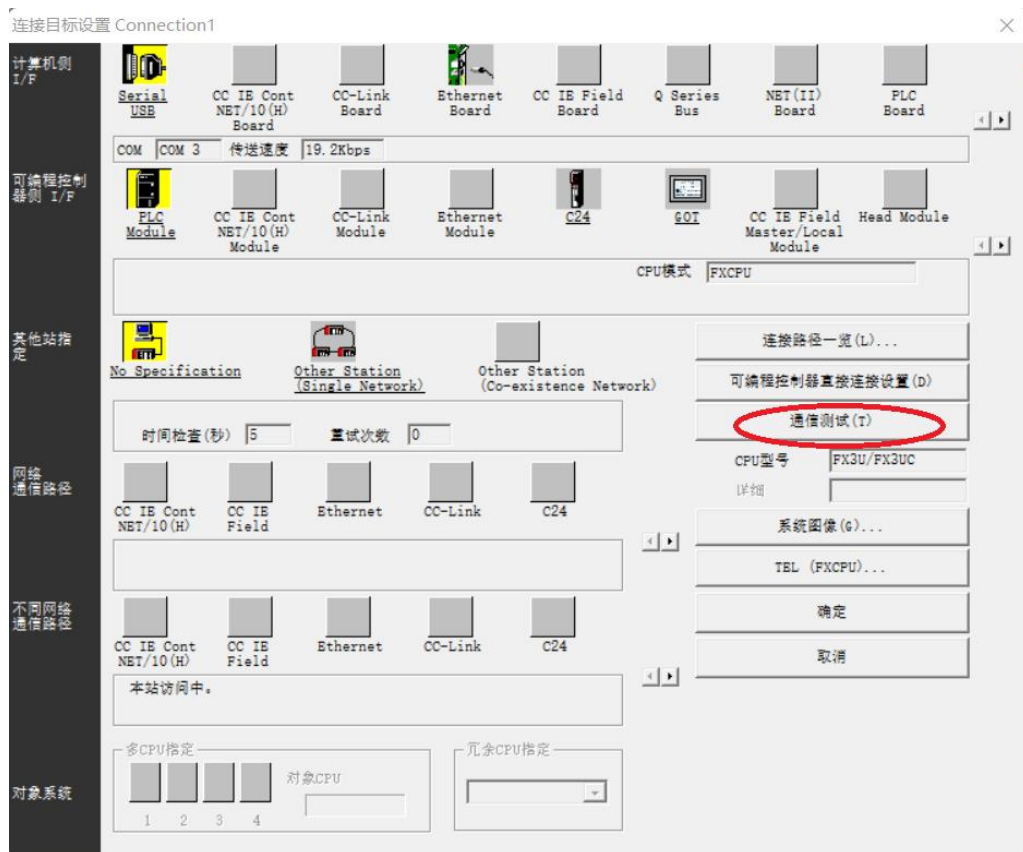 连接目标设置 Connection1
计算机侧
I/F
Serial
USB
CC IE Cont
NET/10(H)
Board
CC-Link
Board
Ethernet
Board
CC IE Field
Board
Q Series
Bus
NET(II)
Board
PLC
Board
COM COM 3 传送速度 19.2Kbps
可编程控制
器侧 I/F
PLC
Module
CC IE Cont
NET/10(H)
Module
CC-Link
Module
Ethernet
Module
C24
GOT
CC IE Field
Master/Local
Module
Head Module
CPU模式 FXCPU
其他站指
定
No Specification
Other Station
(Single Network)
Other Station
(Co-existence Network)
时间检查(秒) 5 重试次数 0
连接路径一览(L)...
可编程控制器直接连接设置(D)
通信测试(T)
CPU型号 FX3U/FX3UC
详细
系统图像(G)...
TEL (FXCPU)...
确定
取消
网络
通信路径
CC IE Cont
NET/10(H)
CC IE
Field
Ethernet
CC-Link
C24
不同网络
通信路径
CC IE Cont
NET/10(H)
CC IE
Field
Ethernet
CC-Link
C24
本站访问中。
对象系统
多CPU指定
1 2 3 4
对象CPU
冗余CPU指定